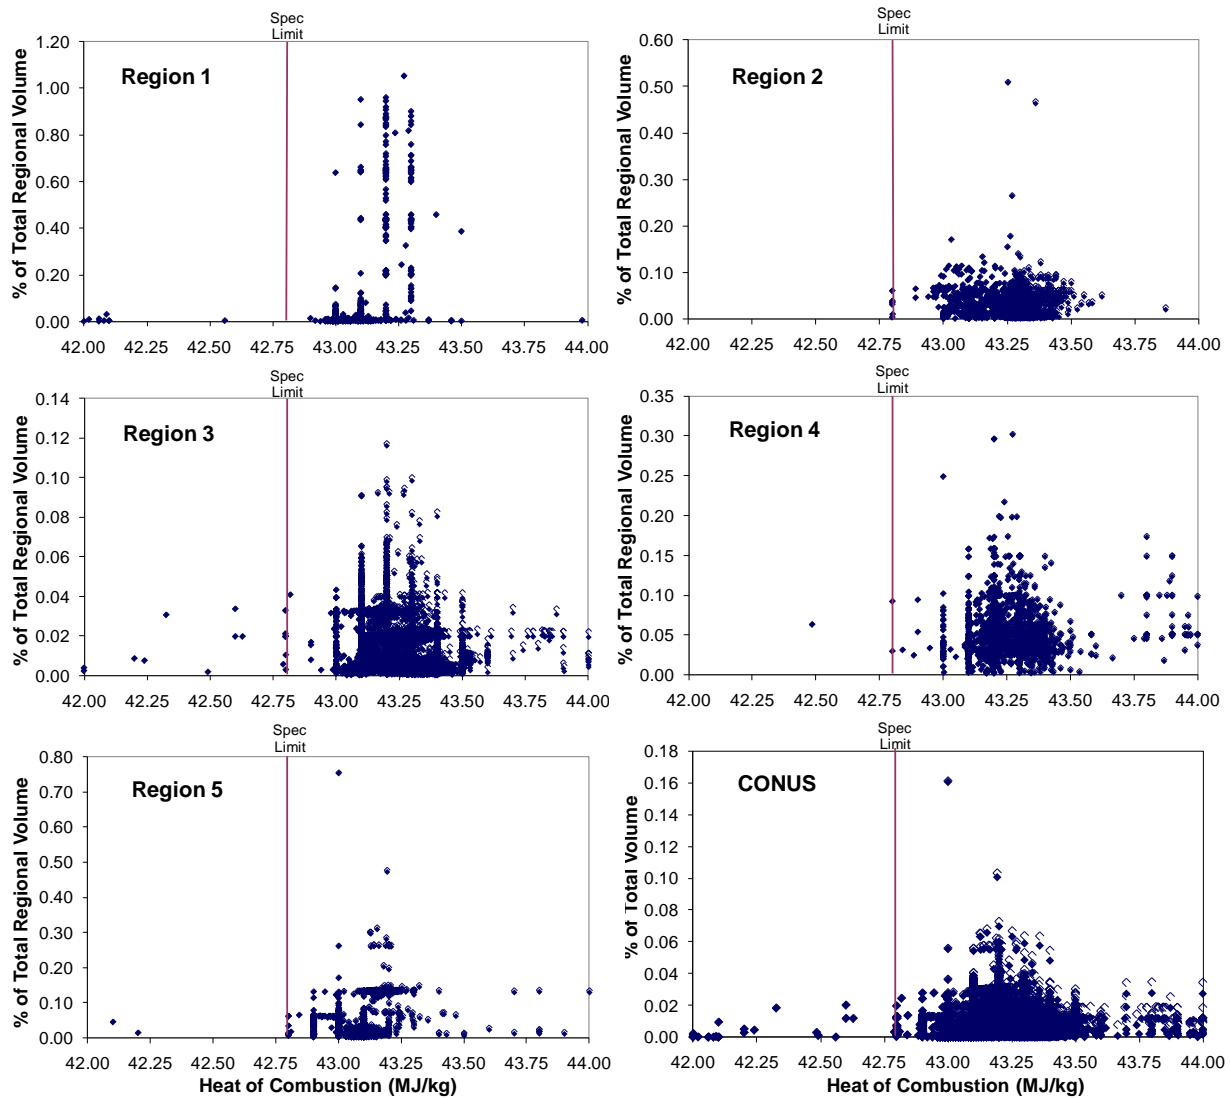 Spec
Limit
Region 1
% of Total Regional Volume
1.20
1.00
0.80
0.60
0.40
0.20
0.00
42.00 42.25 42.50 42.75 43.00 43.25 43.50 43.75 44.00
Spec
Limit
Region 2
% of Total Regional Volume
0.60
0.50
0.40
0.30
0.20
0.10
0.00
42.00 42.25 42.50 42.75 43.00 43.25 43.50 43.75 44.00
Spec
Limit
Region 3
% of Total Regional Volume
0.14
0.12
0.10
0.08
0.06
0.04
0.02
0.00
42.00 42.25 42.50 42.75 43.00 43.25 43.50 43.75 44.00
Spec
Limit
Region 4
% of Total Regional Volume
0.35
0.30
0.25
0.20
0.15
0.10
0.05
0.00
42.00 42.25 42.50 42.75 43.00 43.25 43.50 43.75 44.00
Spec
Limit
Region 5
% of Total Regional Volume
0.80
0.70
0.60
0.50
0.40
0.30
0.20
0.10
0.00
42.00 42.25 42.50 42.75 43.00 43.25 43.50 43.75 44.00
Heat of Combustion (MJ/kg)
Spec
Limit
CONUS
% of Total Volume
0.18
0.16
0.14
0.12
0.10
0.08
0.06
0.04
0.02
0.00
42.00 42.25 42.50 42.75 43.00 43.25 43.50 43.75 44.00
Heat of Combustion (MJ/kg)